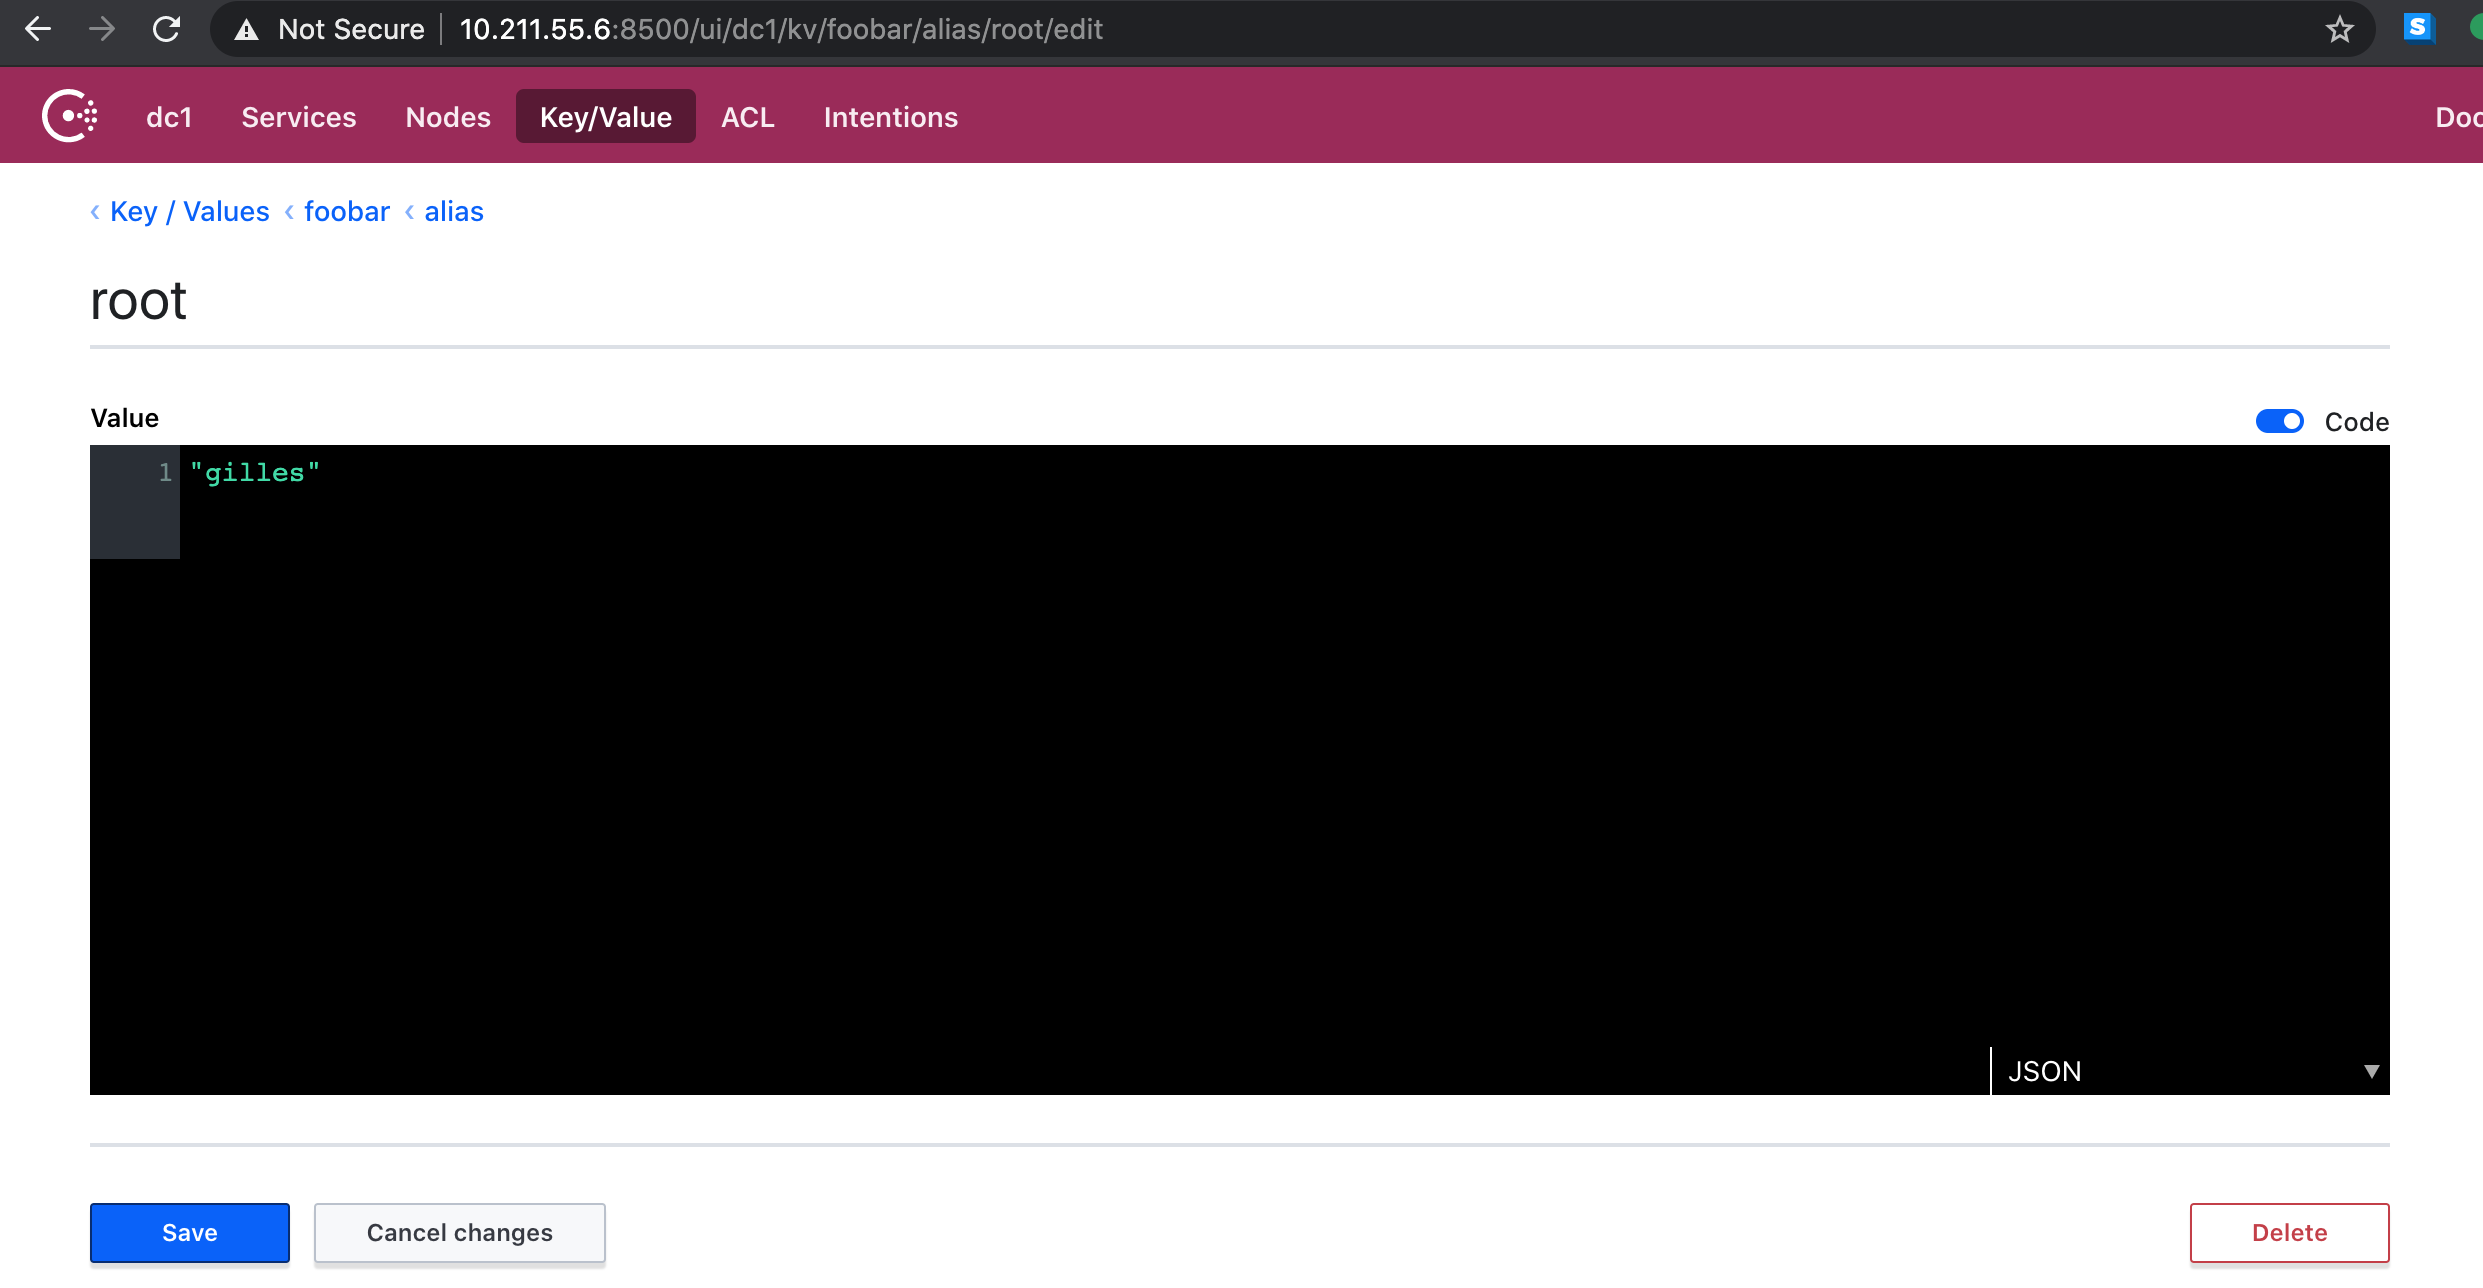 Not Secure 10.211.55.6:8500/ui/dc1/kv/foobar/alias/root/edit S
dc1 Services Nodes Key/Value ACL Intentions
‹ Key / Values ‹ foobar ‹ alias
root
Value Code
1 "gilles"
JSON
Save Cancel changes Delete